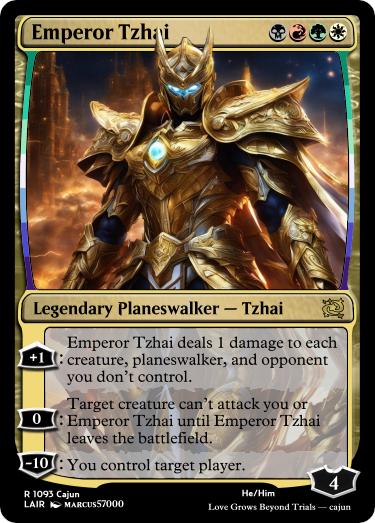 Emperor Tzhai
Legendary Planeswalker — Tzhai
+1: Emperor Tzhai deals 1 damage to each
creature, planeswalker, and opponent
you don't control.
Target creature can't attack you or
0: Emperor Tzhai until Emperor Tzhai
leaves the battlefield.
-10: You control target player.
4
R 1093 Cajun
He/Him
LAIR MARCUS57000
Love Grows Beyond Trials — cajun